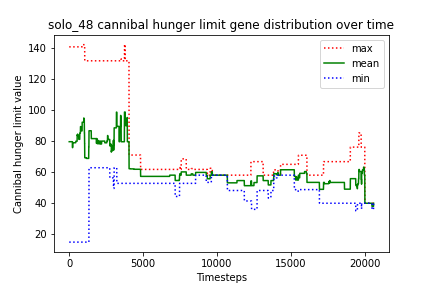 solo_48 cannibal hunger limit gene distribution over time
max
mean
min
Cannibal hunger limit value
140
120
100
80
60
40
20
0
5000
10000
15000
20000
Timesteps